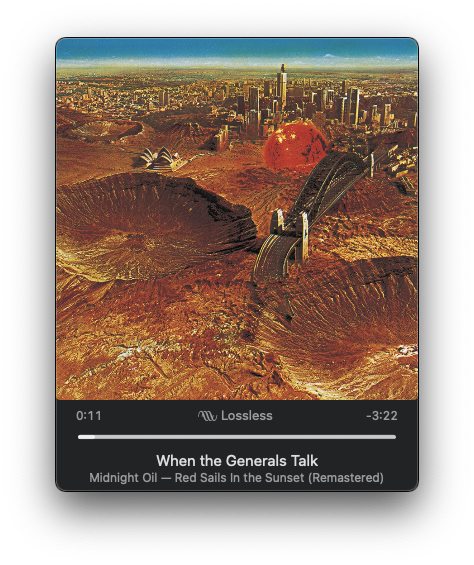 0:11 Lossless -3:22
When the Generals Talk
Midnight Oil — Red Sails In the Sunset (Remastered)